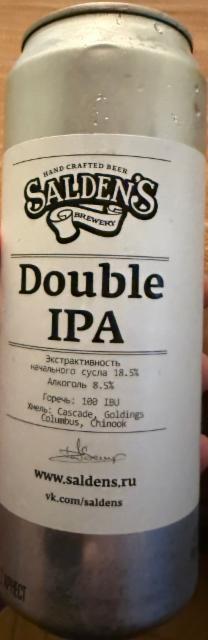 HAND CRAFTED BEER
SALDEN'S
BREWERY
Double
IPA
Экстрактивность
начального сусла 18.5%
Алкоголь 8.5%
Горечь: 100 IBU
Хмель: Cascade, Goldings
Columbus, Chinook
www.saldens.ru
vk.com/saldens